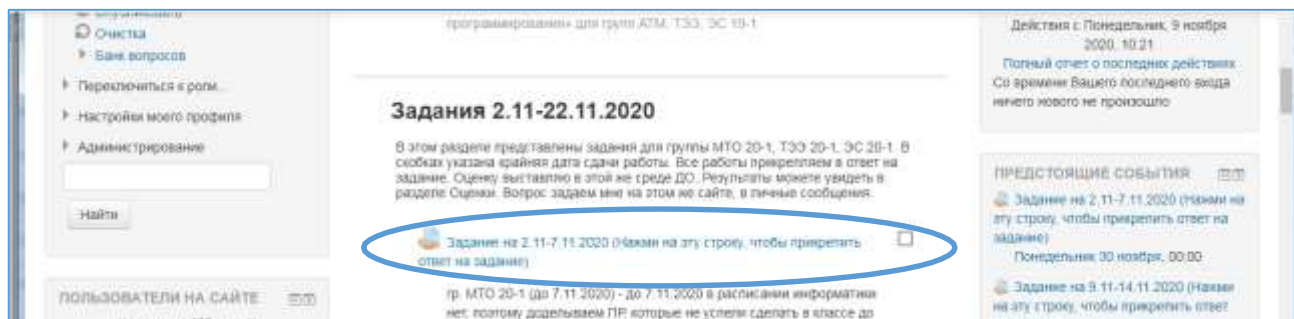 Очистка
Банк вопросов
Переключиться к роли...
Настройки моего профиля
Администрирование
Найти
ПОЛЬЗОВАТЕЛИ НА САЙТЕ
программирования» для групп АТМ, ТЭЭ, ЭС 19-1
Задания 2.11-22.11.2020
В этом разделе представлены задания для группы МТО 20-1, ТЭЭ 20-1, ЭС 20-1. В
скобках указана крайняя дата сдачи работы. Все работы прикрепляем в ответ на
задание. Оценку выставляю в этой же среде ДО. Результаты можете увидеть в
разделе Оценки. Вопрос задаем мне на этом же сайте, в личные сообщения.
Задание на 2.11-7.11.2020 (Нажми на эту строку, чтобы прикрепить
ответ на задание)
гр. МТО 20-1 (до 7.11.2020) - до 7.11.2020 в расписании информатики
нет, поэтому доделываем ПР, которые не успели сделать в классе до
Действия с Понедельник, 9 ноября
2020, 10:21
Полный отчет о последних действиях
Со времени Вашего последнего входа
ничего нового не произошло
ПРЕДСТОЯЩИЕ СОБЫТИЯ
Задание на 2.11-7.11.2020 (Нажми на
эту строку, чтобы прикрепить ответ на
задание)
Понедельник 30 ноября, 00:00
Задание на 9.11-14.11.2020 (Нажми
на эту строку, чтобы прикрепить ответ